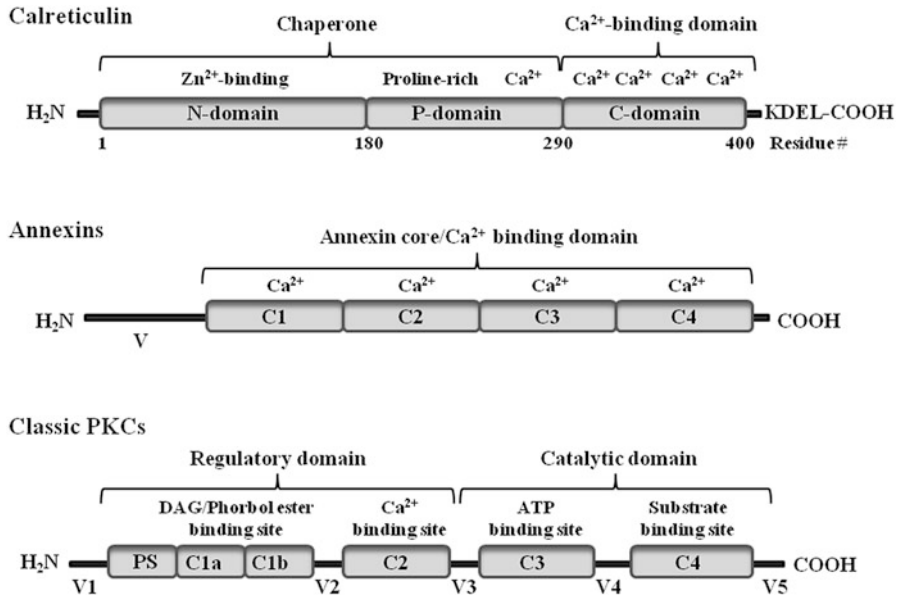 Calreticulin
Chaperone
Ca²⁺-binding domain
Zn²⁺-binding Proline-rich Ca²⁺ Ca²⁺ Ca²⁺ Ca²⁺ Ca²⁺
H₂N N-domain P-domain C-domain KDEL-COOH
1 180 290 400 Residue #
Annexins
Annexin core/Ca²⁺ binding domain
Ca²⁺ Ca²⁺ Ca²⁺ Ca²⁺
H₂N C1 C2 C3 C4 COOH
V
Classic PKCs
Regulatory domain Catalytic domain
DAG/Phorbol ester Ca²⁺ ATP Substrate
binding site binding site binding site binding site
H₂N PS C1a C1b C2 C3 C4 COOH
V1 V2 V3 V4 V5